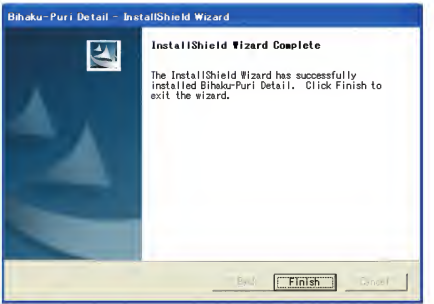 Bihaku-Puri Detail - InstallShield Wizard
InstallShield Wizard Complete
The InstallShield Wizard has successfully
installed Bihaku-Puri Detail. Click Finish to
exit the wizard.
Back Finish Cancel